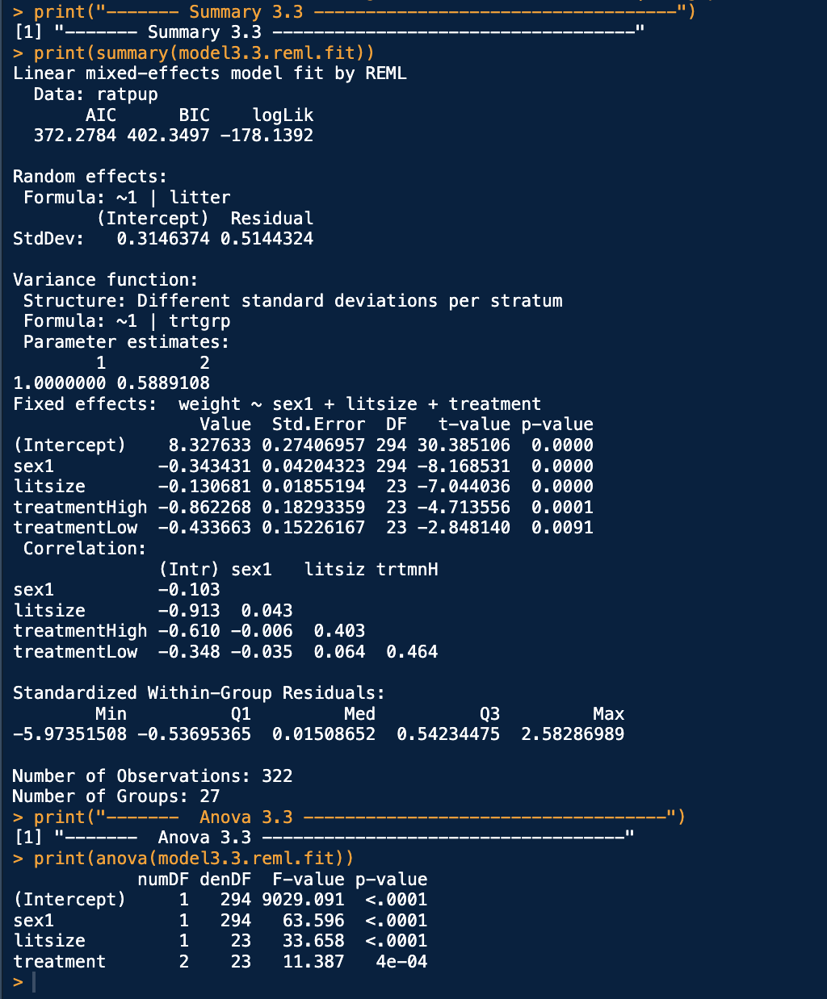 > print("------- Summary 3.3 -----------------------------------")
[1] "------- Summary 3.3 -----------------------------------"
> print(summary(model3.3.reml.fit))
Linear mixed-effects model fit by REML
  Data: ratpup
       AIC      BIC    logLik
  372.2784 402.3497 -178.1392

Random effects:
 Formula: ~1 | litter
        (Intercept)  Residual
StdDev:   0.3146374 0.5144324

Variance function:
 Structure: Different standard deviations per stratum
 Formula: ~1 | trtgrp
 Parameter estimates:
        1         2
1.0000000 0.5889108
Fixed effects:  weight ~ sex1 + litsize + treatment
                  Value  Std.Error  DF   t-value p-value
(Intercept)    8.327633 0.27406957 294 30.385106  0.0000
sex1          -0.343431 0.04204323 294 -8.168531  0.0000
litsize       -0.130681 0.01855194  23 -7.044036  0.0000
treatmentHigh -0.862268 0.18293359  23 -4.713556  0.0001
treatmentLow  -0.433663 0.15226167  23 -2.848140  0.0091
 Correlation:
              (Intr) sex1   litsiz trtmnH
sex1          -0.103
litsize       -0.913  0.043
treatmentHigh -0.610 -0.006  0.403
treatmentLow  -0.348 -0.035  0.064  0.464

Standardized Within-Group Residuals:
        Min          Q1         Med          Q3         Max
-5.97351508 -0.53695365  0.01508652  0.54234475  2.58286989

Number of Observations: 322
Number of Groups: 27
> print("-------  Anova 3.3 -----------------------------------")
[1] "-------  Anova 3.3 -----------------------------------"
> print(anova(model3.3.reml.fit))
            numDF denDF  F-value p-value
(Intercept)     1   294 9029.091  <.0001
sex1            1   294   63.596  <.0001
litsize         1    23   33.658  <.0001
treatment       2    23   11.387   4e-04
>